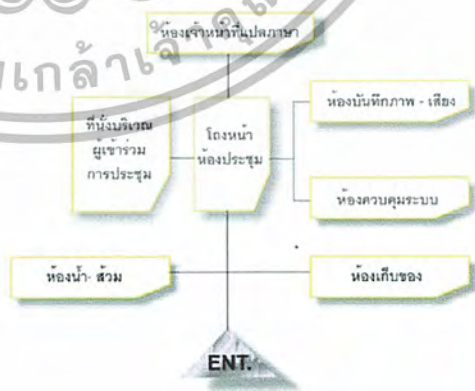 ห้องเจ้าหน้าที่แปลภาษา
ที่นั่งบริเวณ
ผู้เข้าร่วม
การประชุม
โถงหน้า
ห้องประชุม
ห้องบันทึกภาพ - เสียง
ห้องควบคุมระบบ
ห้องน้ำ- ส้วม
ห้องเก็บของ
ENT.